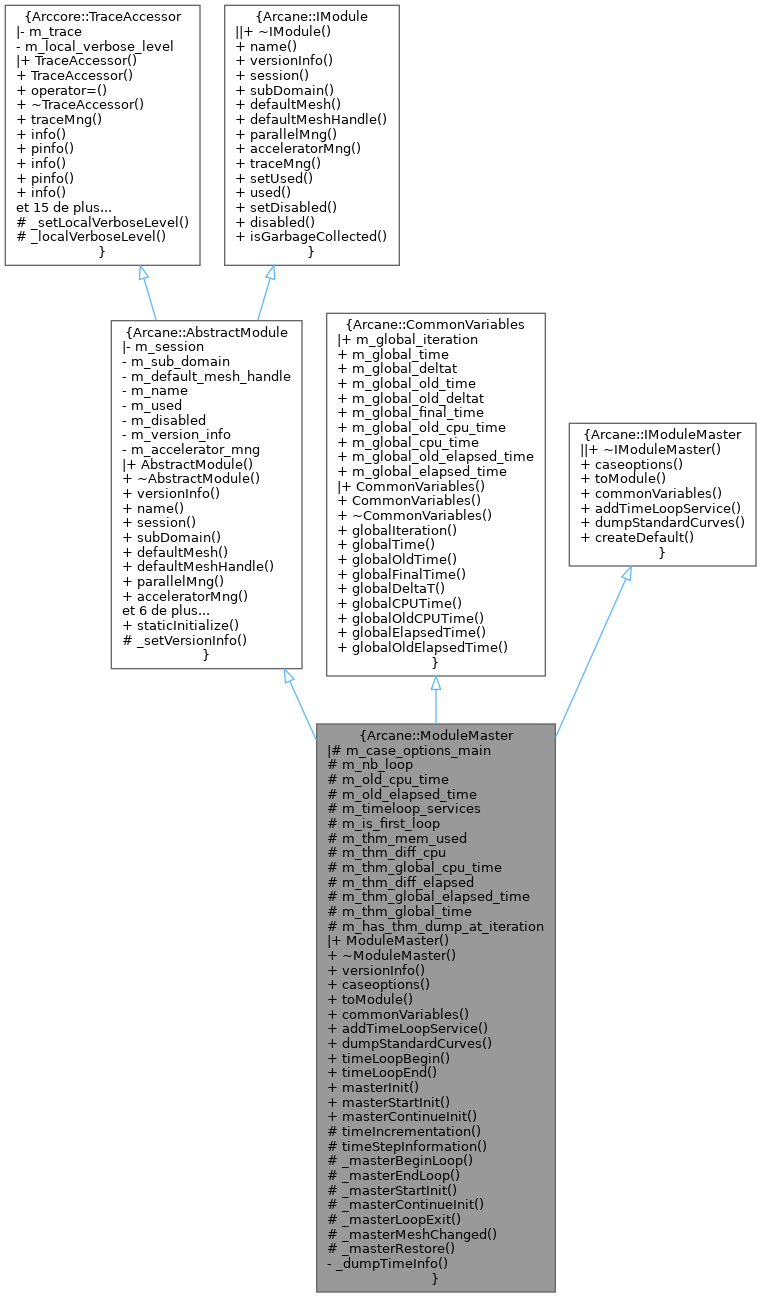 {Arccore::TraceAccessor
|- m_trace
- m_local_verbose_level
|+ TraceAccessor()
+ TraceAccessor()
+ operator=()
+ ~TraceAccessor()
+ traceMng()
+ info()
+ pinfo()
+ info()
+ pinfo()
+ info()
et 15 de plus...
# _setLocalVerboseLevel()
# _localVerboseLevel()
}
{Arcane::IModule
||+ ~IModule()
+ name()
+ versionInfo()
+ session()
+ subDomain()
+ defaultMesh()
+ defaultMeshHandle()
+ parallelMng()
+ acceleratorMng()
+ traceMng()
+ setUsed()
+ used()
+ setDisabled()
+ disabled()
+ isGarbageCollected()
}
{Arcane::AbstractModule
|- m_session
- m_sub_domain
- m_default_mesh_handle
- m_name
- m_used
- m_disabled
- m_version_info
- m_accelerator_mng
|+ AbstractModule()
+ ~AbstractModule()
+ versionInfo()
+ name()
+ session()
+ subDomain()
+ defaultMesh()
+ defaultMeshHandle()
+ parallelMng()
+ acceleratorMng()
et 6 de plus...
+ staticInitialize()
# _setVersionInfo()
}
{Arcane::CommonVariables
|+ m_global_iteration
+ m_global_time
+ m_global_deltat
+ m_global_old_time
+ m_global_old_deltat
+ m_global_final_time
+ m_global_old_cpu_time
+ m_global_cpu_time
+ m_global_old_elapsed_time
+ m_global_elapsed_time
|+ CommonVariables()
+ CommonVariables()
+ ~CommonVariables()
+ globalIteration()
+ globalTime()
+ globalOldTime()
+ globalFinalTime()
+ globalDeltaT()
+ globalCPUTime()
+ globalOldCPUTime()
+ globalElapsedTime()
+ globalOldElapsedTime()
}
{Arcane::IModuleMaster
||+ ~IModuleMaster()
+ caseoptions()
+ toModule()
+ commonVariables()
+ addTimeLoopService()
+ dumpStandardCurves()
+ createDefault()
}
{Arcane::ModuleMaster
|# m_case_options_main
# m_nb_loop
# m_old_cpu_time
# m_old_elapsed_time
# m_timeloop_services
# m_is_first_loop
# m_thm_mem_used
# m_thm_diff_cpu
# m_thm_global_cpu_time
# m_thm_diff_elapsed
# m_thm_global_elapsed_time
# m_thm_global_time
# m_has_thm_dump_at_iteration
|+ ModuleMaster()
+ ~ModuleMaster()
+ versionInfo()
+ caseoptions()
+ toModule()
+ commonVariables()
+ addTimeLoopService()
+ dumpStandardCurves()
+ timeLoopBegin()
+ timeLoopEnd()
+ masterInit()
+ masterStartInit()
+ masterContinueInit()
# timeIncrementation()
# timeStepInformation()
# _masterBeginLoop()
# _masterEndLoop()
# _masterStartInit()
# _masterContinueInit()
# _masterLoopExit()
# _masterMeshChanged()
# _masterRestore()
- _dumpTimeInfo()
}